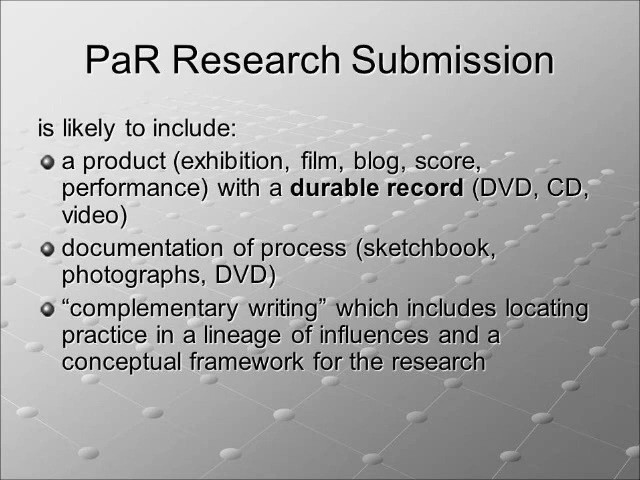 PaR Research Submission
is likely to include:
a product (exhibition, film, blog, score,
performance) with a durable record (DVD, CD,
video)
documentation of process (sketchbook,
photographs, DVD)
“complementary writing” which includes locating
practice in a lineage of influences and a
conceptual framework for the research